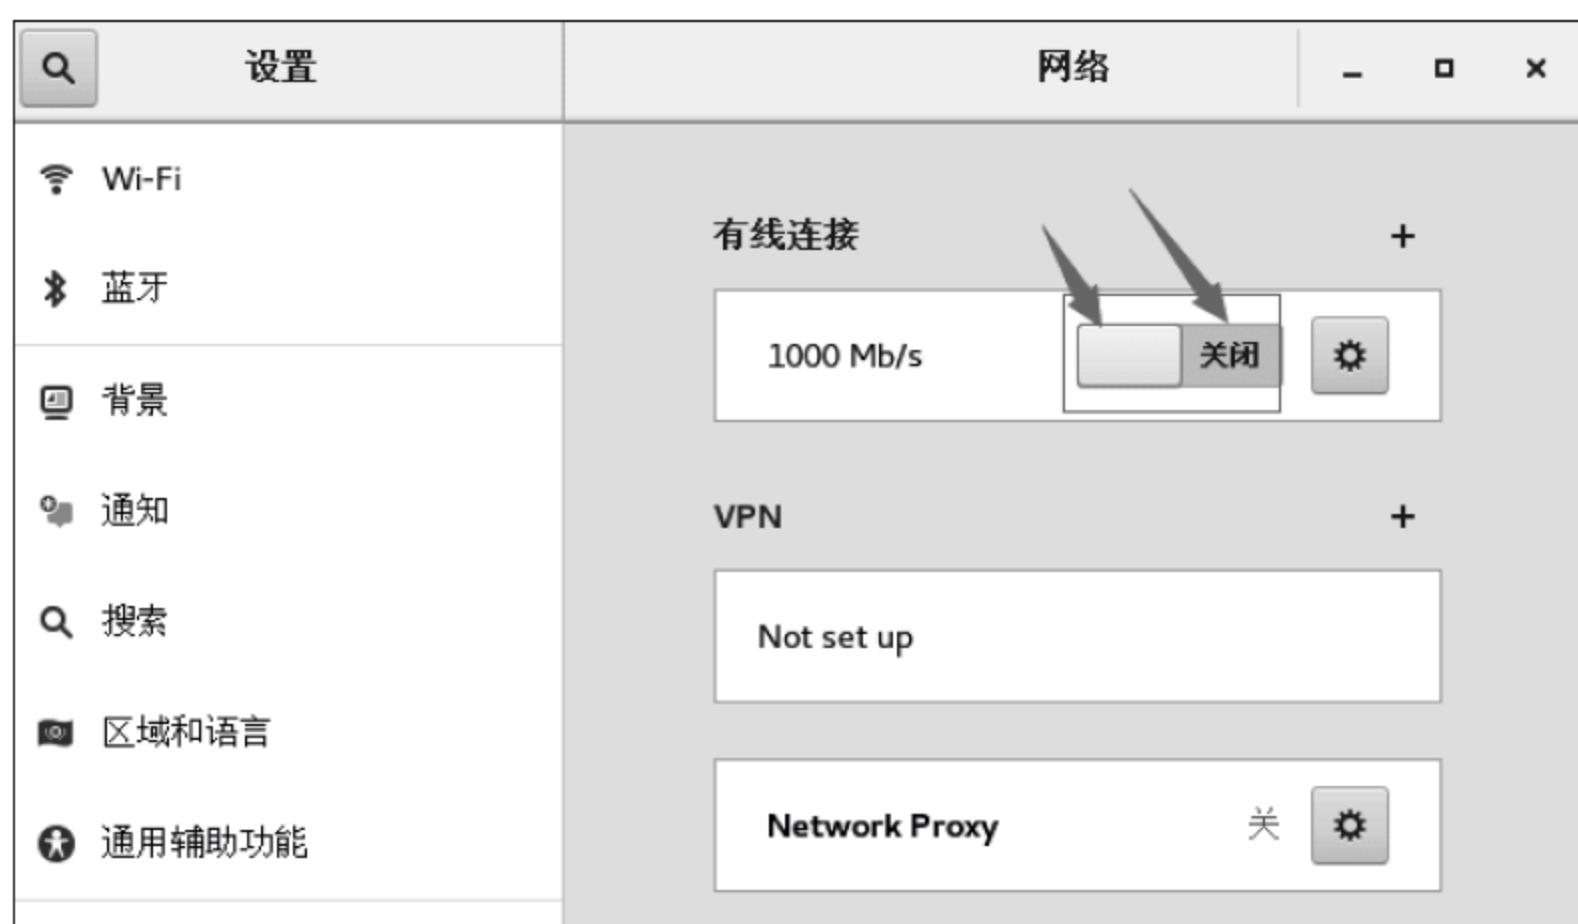 设置
网络
Wi-Fi
蓝牙
背景
通知
搜索
区域和语言
通用辅助功能
有线连接
1000 Mb/s
关闭
VPN
Not set up
Network Proxy
关